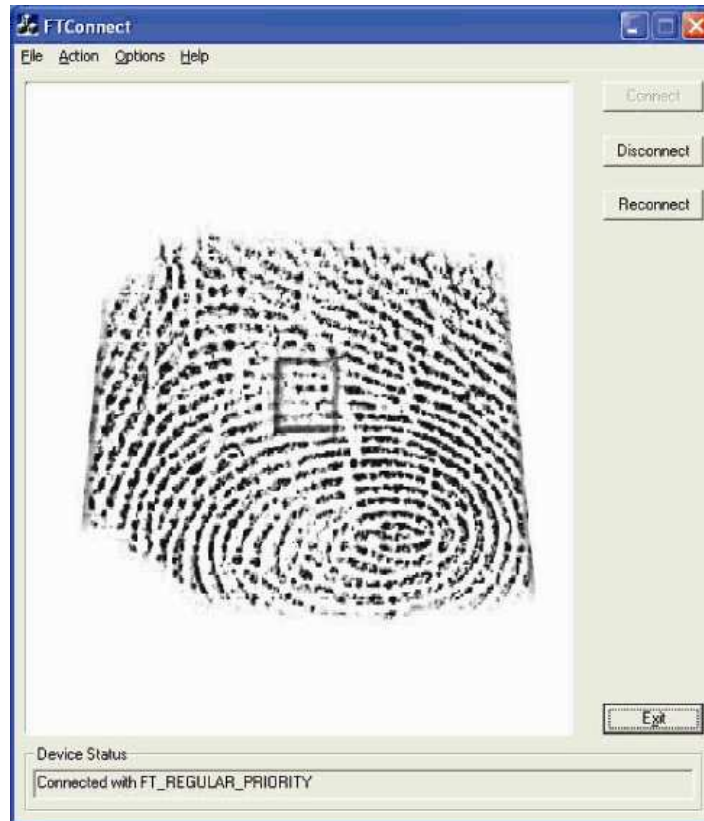 FTConnect
File Action Options Help
Connect
Disconnect
Reconnect
Exit
Device Status
Connected with FT_REGULAR_PRIORITY